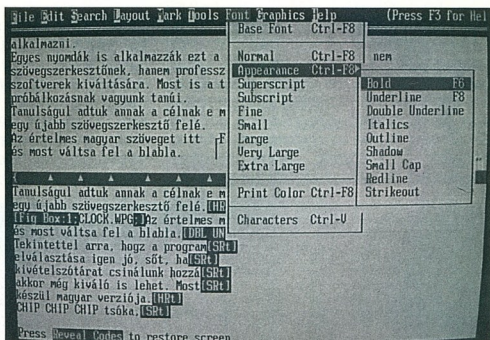 File Edit Search Layout Mark Tools Font Graphics Help (Press F3 for Hel
Base Font Ctrl-F8
Normal Ctrl-F8
Appearance Ctrl-F8
Superscript
Subscript
Fine
Small
Large
Very Large
Extra Large
Print Color Ctrl-F8
Characters Ctrl-V
Bold F6
Underline F8
Double Underline
Italics
Outline
Shadow
Small Cap
Redline
Strikeout
alkalmazni. nem
Egyes nyomdák is alkalmazzák ezt a
szövegszerkesztőnek, hanem professz
szoftverek kiváltására. Most is a t
próbálkozásnak vagyunk tanúi.
Tanulságul adtuk annak a célnak e m
egy újabb szövegszerkesztő felé.
Az értelmes magyar szöveget itt F
és most váltsa fel a blabla.
Tanulságul adtuk annak a célnak e m
egy újabb szövegszerkesztő felé.[HR
[Fig Box:1;CLOCK.WPG;]Az értelmes m
és most váltsa fel a blabla.[DBL UN
Tekintettel arra, hogz a program[SRt]
elválasztása igen jó, sőt, ha[SRt]
kivételszótárat csinálunk hozzá[SRt]
akkor még kiváló is lehet. Most[SRt]
készül magyar verziója.[HRt]
CHIP CHIP CHIP tsóka,[SRt]
Press Reveal Codes to restore screen